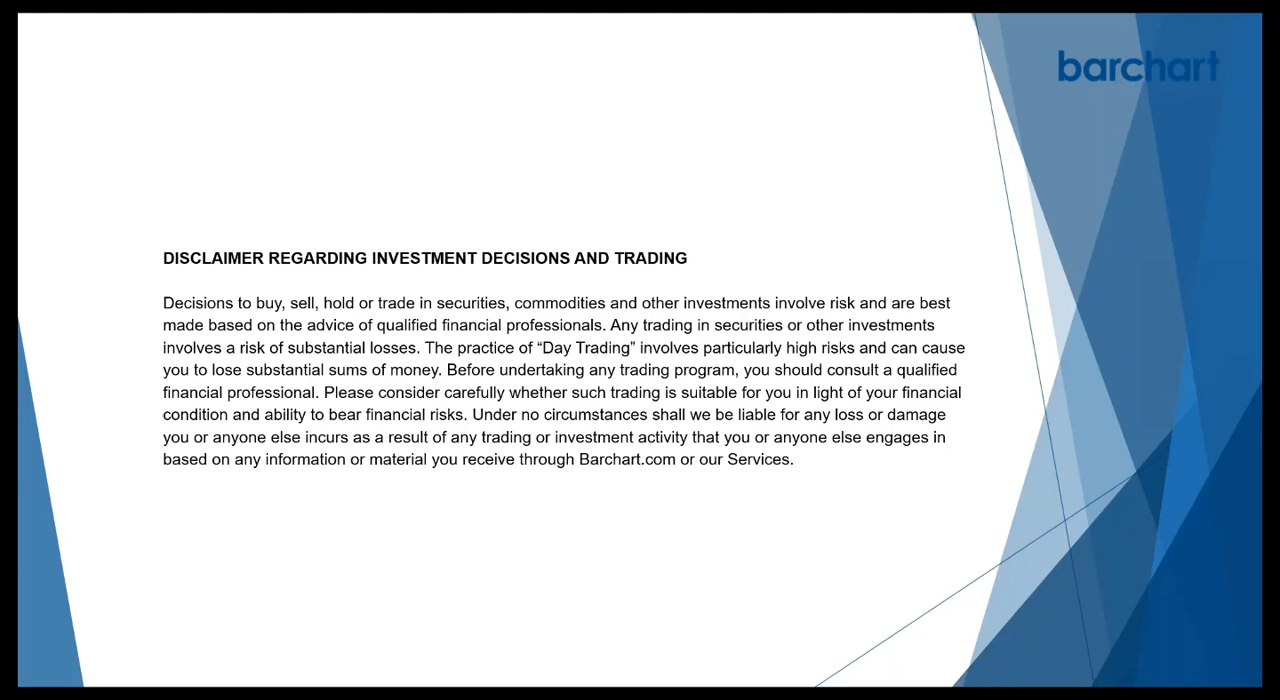 barchart
DISCLAIMER REGARDING INVESTMENT DECISIONS AND TRADING
Decisions to buy, sell, hold or trade in securities, commodities and other investments involve risk and are best
made based on the advice of qualified financial professionals. Any trading in securities or other investments
involves a risk of substantial losses. The practice of “Day Trading” involves particularly high risks and can cause
you to lose substantial sums of money. Before undertaking any trading program, you should consult a qualified
financial professional. Please consider carefully whether such trading is suitable for you in light of your financial
condition and ability to bear financial risks. Under no circumstances shall we be liable for any loss or damage
you or anyone else incurs as a result of any trading or investment activity that you or anyone else engages in
based on any information or material you receive through Barchart.com or our Services.